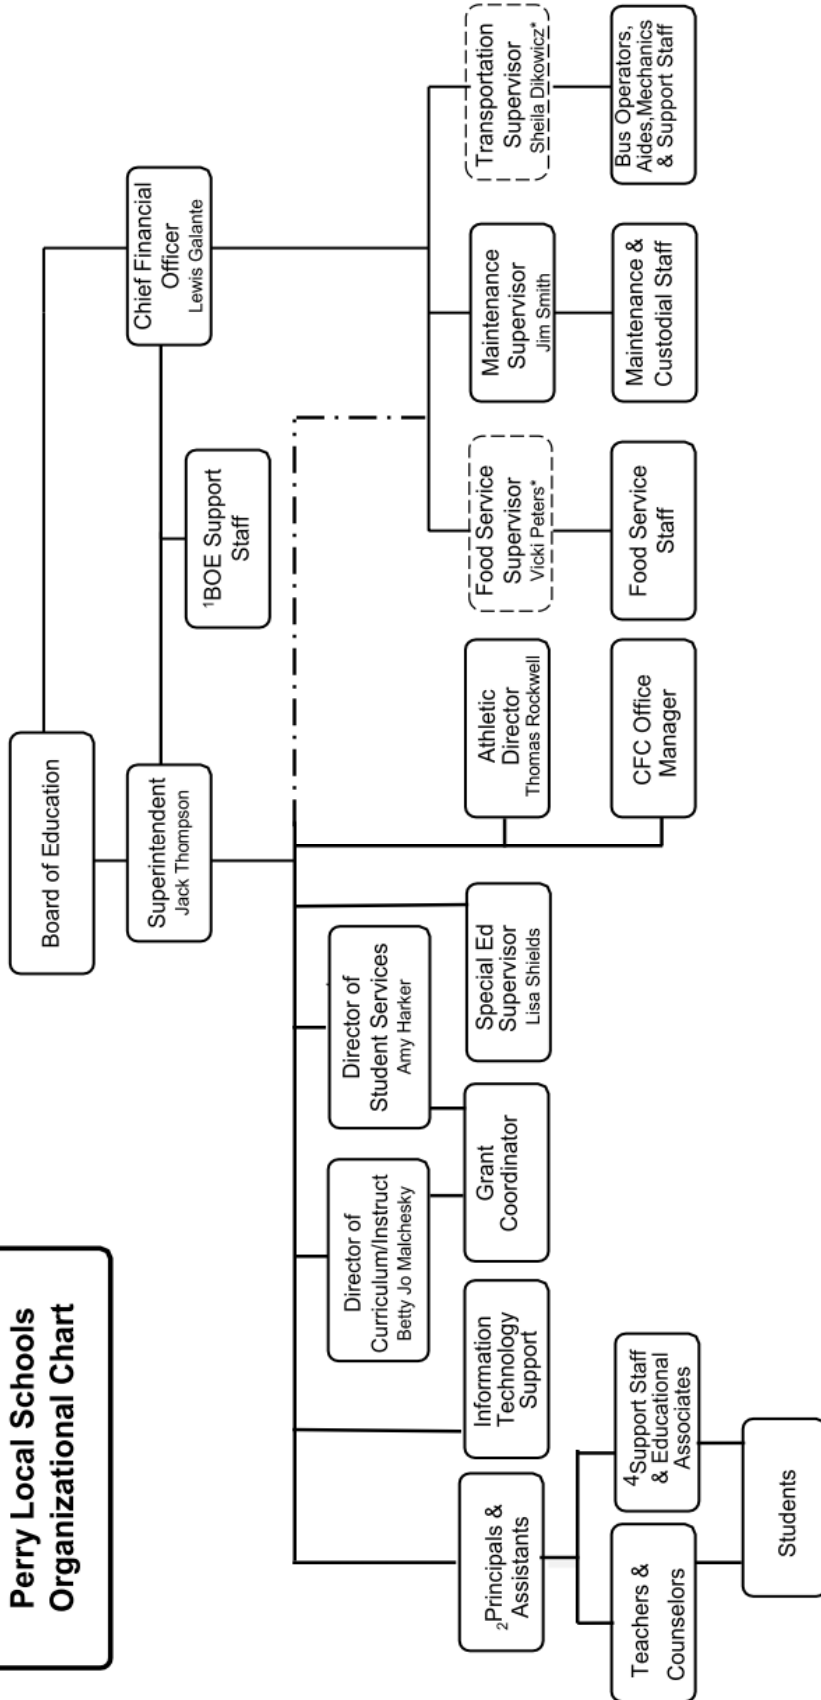 Perry Local Schools
Organizational Chart
Board of Education
Superintendent
Jack Thompson
Chief Financial
Officer
Lewis Galante
¹BOE Support
Staff
Director of
Curriculum/Instruct
Betty Jo Malchesky
Director of
Student Services
Amy Harker
₂Principals &
Assistants
Information
Technology
Support
Grant
Coordinator
Special Ed
Supervisor
Lisa Shields
Athletic
Director
Thomas Rockwell
Food Service
Supervisor
Vicki Peters*
Maintenance
Supervisor
Jim Smith
Transportation
Supervisor
Sheila Dikowicz*
Teachers &
Counselors
4Support Staff
& Educational
Associates
CFC Office
Manager
Food Service
Staff
Maintenance &
Custodial Staff
Bus Operators,
Aides,Mechanics
& Support Staff
Students